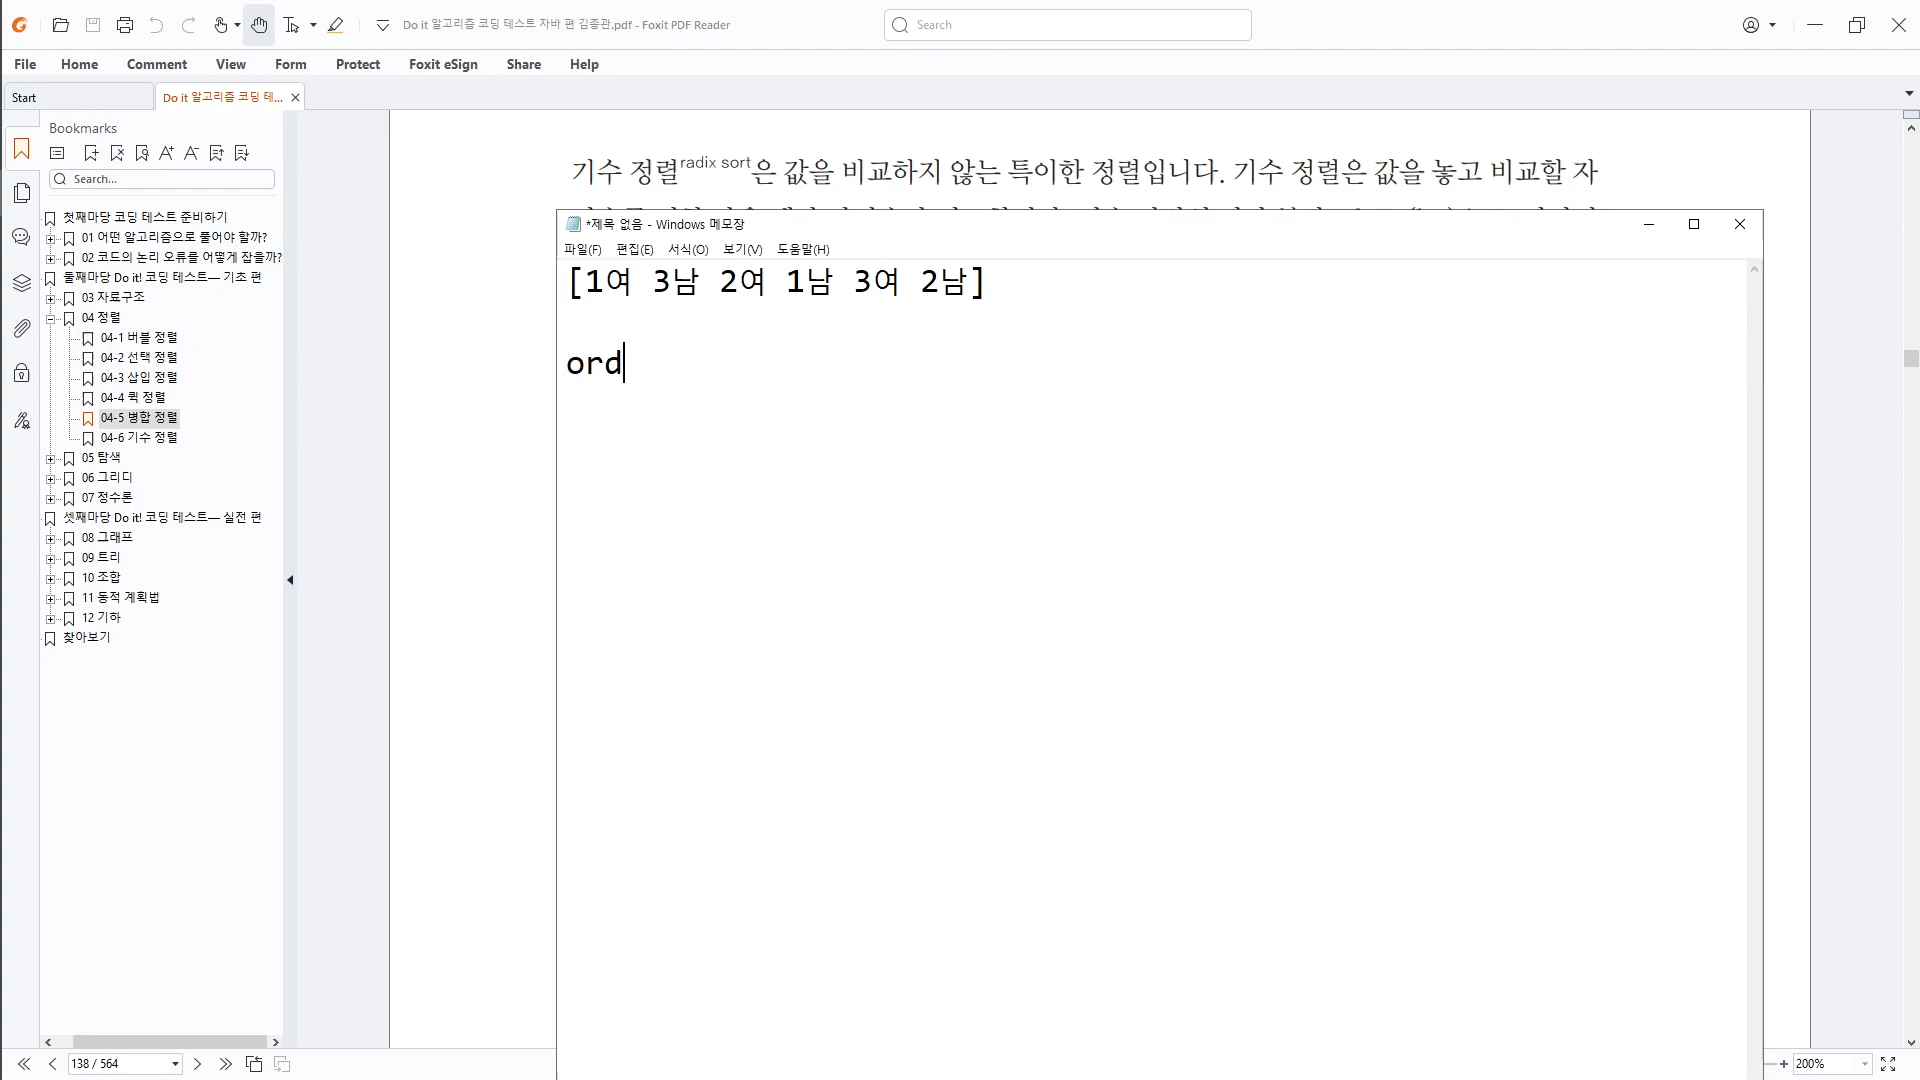 Do it 알고리즘 코딩 테스트 자바 편 김종관.pdf - Foxit PDF Reader
Search
File Home Comment View Form Protect Foxit eSign Share Help
Start
Do it 알고리즘 코딩 테...
Bookmarks
Search...
첫째마당 코딩 테스트 준비하기
01 어떤 알고리즘으로 풀어야 할까?
02 코드의 논리 오류를 어떻게 잡을까?
둘째마당 Do it! 코딩 테스트— 기초 편
03 자료구조
04 정렬
04-1 버블 정렬
04-2 선택 정렬
04-3 삽입 정렬
04-4 퀵 정렬
04-5 병합 정렬
04-6 기수 정렬
05 탐색
06 그리디
07 정수론
셋째마당 Do it! 코딩 테스트— 실전 편
08 그래프
09 트리
10 조합
11 동적 계획법
12 기하
찾아보기
기수 정렬radix sort은 값을 비교하지 않는 특이한 정렬입니다. 기수 정렬은 값을 놓고 비교할 자
*제목 없음 - Windows 메모장
파일(F) 편집(E) 서식(O) 보기(V) 도움말(H)
[1여 3남 2여 1남 3여 2남]
ord
138 / 564
200%